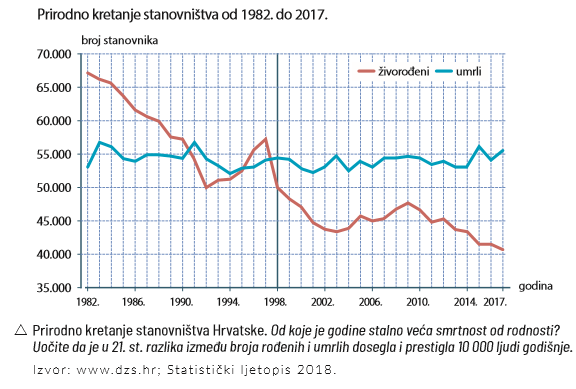 Prirodno kretanje stanovništva od 1982. do 2017.
broj stanovnika
70.000
živorođeni umrli
65.000
60.000
55.000
50.000
45.000
40.000
35.000
godina
1982. 1986. 1990. 1994. 1998. 2002. 2006. 2010. 2014. 2017.
△ Prirodno kretanje stanovništva Hrvatske. Od koje je godine stalno veća smrtnost od rodnosti?
Uočite da je u 21. st. razlika između broja rođenih i umrlih dosegla i prestigla 10 000 ljudi godišnje.
Izvor: www.dzs.hr; Statistički ljetopis 2018.